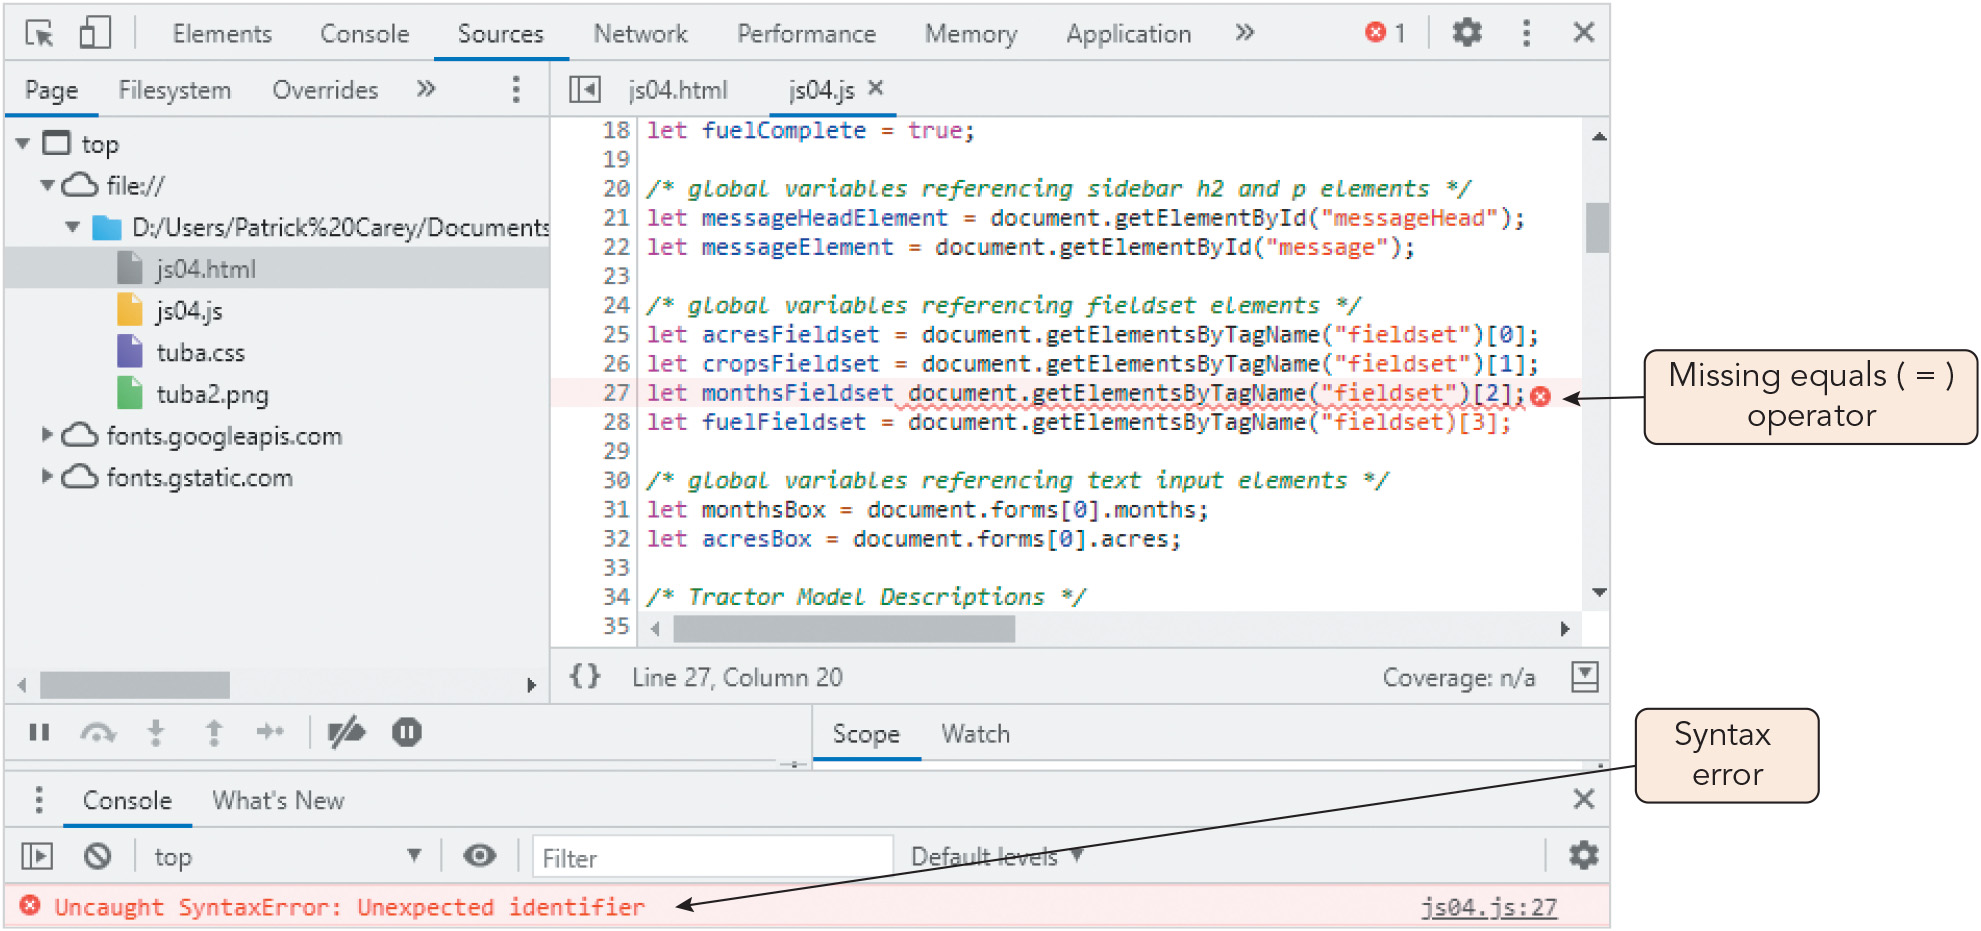 Elements Console Sources Network Performance Memory Application » 1
Page Filesystem Overrides » js04.html js04.js
top
file://
D:/Users/Patrick%20Carey/Documents
js04.html
js04.js
tuba.css
tuba2.png
fonts.googleapis.com
fonts.gstatic.com
18 let fuelComplete = true;
19
20 /* global variables referencing sidebar h2 and p elements */
21 let messageHeadElement = document.getElementById("messageHead");
22 let messageElement = document.getElementById("message");
23
24 /* global variables referencing fieldset elements */
25 let acresFieldset = document.getElementsByTagName("fieldset")[0];
26 let cropsFieldset = document.getElementsByTagName("fieldset")[1];
27 let monthsFieldset document.getElementsByTagName("fieldset")[2];
28 let fuelFieldset = document.getElementsByTagName("fieldset)[3];
29
30 /* global variables referencing text input elements */
31 let monthsBox = document.forms[0].months;
32 let acresBox = document.forms[0].acres;
33
34 /* Tractor Model Descriptions */
35
Missing equals ( = )
operator
{} Line 27, Column 20 Coverage: n/a
Scope Watch
Syntax
error
Console What's New
top Filter Default levels
Uncaught SyntaxError: Unexpected identifier js04.js:27